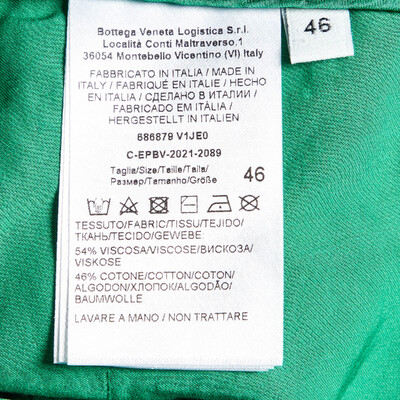 Bottega Veneta Logistica S.r.l.
Località Conti Maltraverso,1
36054 Montebello Vicentino (VI) Italy
FABBRICATO IN ITALIA / MADE IN
ITALY / FABRIQUÉ EN ITALIE / HECHO
EN ITALIA / СДЕЛАНО В ИТАЛИИ /
FABRICADO EM ITÁLIA /
HERGESTELLT IN ITALIEN
686879 V1JE0
C-EPBV-2021-2089
Taglia/Size/Taille/Talla/
Размер/Tamanho/Größe 46
TESSUTO/FABRIC/TISSU/TEJIDO/
ТКАНЬ/TECIDO/GEWEBE:
54% VISCOSA/VISCOSE/ВИСКОЗА/
VISKOSE
46% COTONE/COTTON/COTON/
ALGODON/ХЛОПОК/ALGODÃO/
BAUMWOLLE
LAVARE A MANO / NON TRATTARE
46